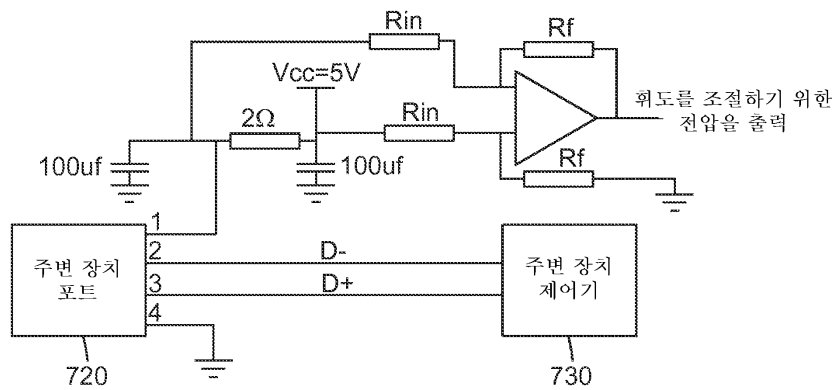 Rin
Rf
Vcc=5V
2Ω
Rin
휘도를 조절하기 위한
전압을 출력
100uf
100uf
Rf
1
2
3
4
D-
D+
주변 장치
포트
주변 장치
제어기
720
730